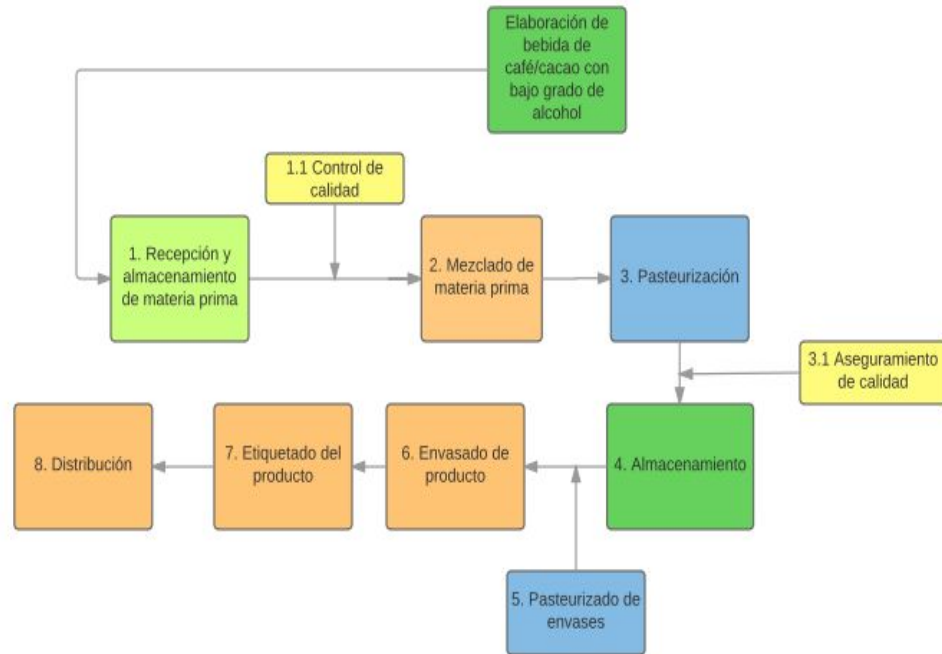 Elaboración de
bebida de
café/cacao con
bajo grado de
alcohol
1.1 Control de
calidad
1. Recepción y
almacenamiento
de materia prima
2. Mezclado de
materia prima
3. Pasteurización
3.1 Aseguramiento
de calidad
4. Almacenamiento
5. Pasteurizado de
envases
6. Envasado de
producto
7. Etiquetado del
producto
8. Distribución